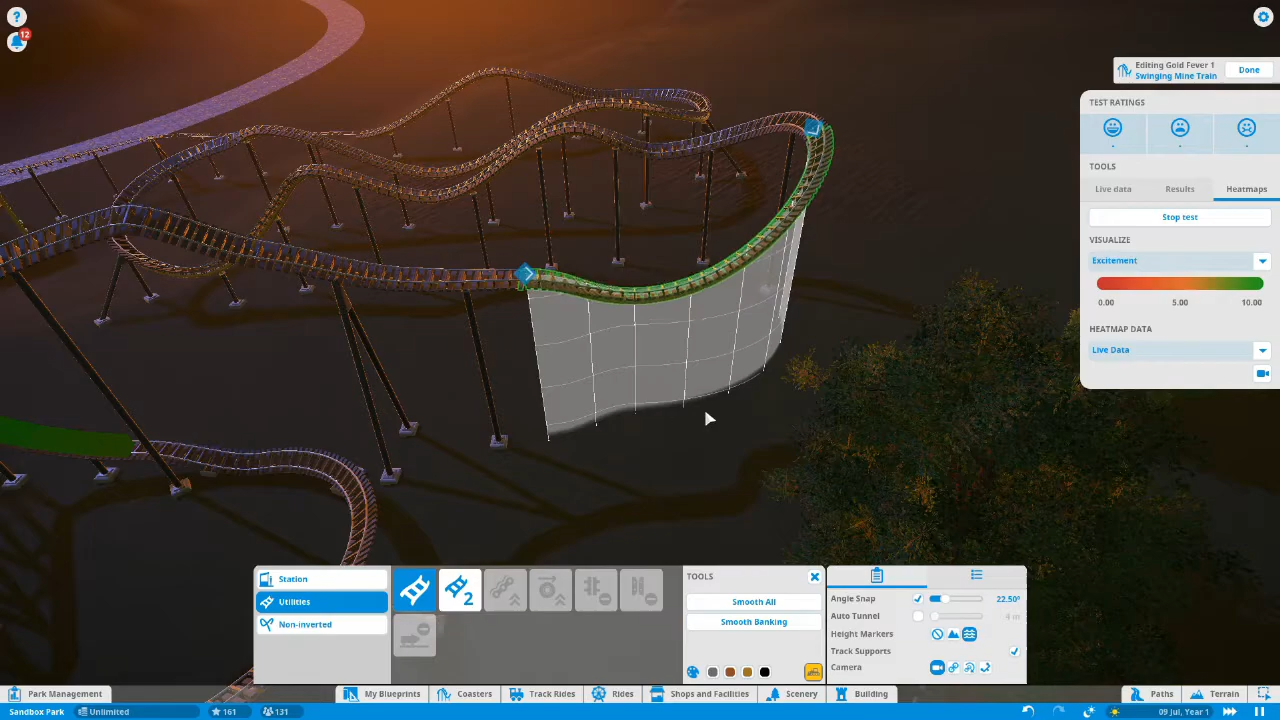 ?
12
Editing Gold Fever 1
Swinging Mine Train
Done
TEST RATINGS
- - -
TOOLS
Live data Results Heatmaps
Stop test
VISUALIZE
Excitement
0.00 5.00 10.00
HEATMAP DATA
Live Data
Station
Utilities
Non-inverted
2
TOOLS
Smooth All
Smooth Banking
Angle Snap 22.50°
Auto Tunnel 4 m
Height Markers
Track Supports
Camera
Park Management My Blueprints Coasters Track Rides Rides Shops and Facilities Scenery Building Paths Terrain
Sandbox Park Unlimited 161 131 09 Jul, Year 1